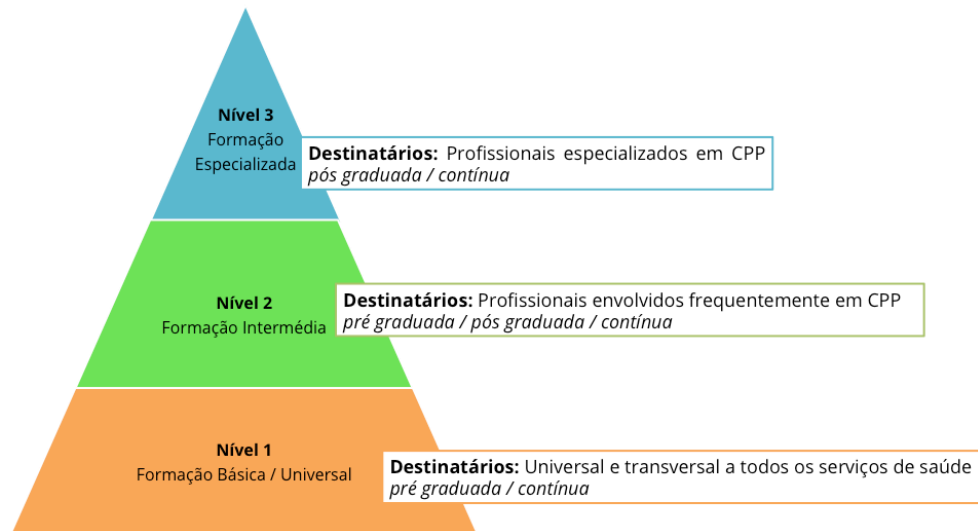 Nível 3
Formação
Especializada
Destinatários: Profissionais especializados em CPP
pós graduada / contínua
Nível 2
Formação Intermédia
Destinatários: Profissionais envolvidos frequentemente em CPP
pré graduada / pós graduada / contínua
Nível 1
Formação Básica / Universal
Destinatários: Universal e transversal a todos os serviços de saúde
pré graduada / contínua